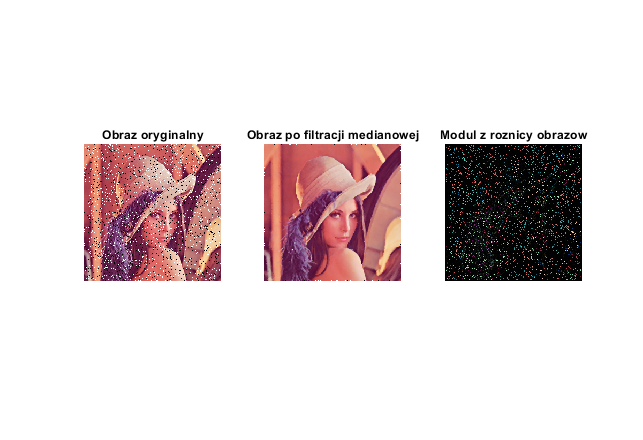 Obraz oryginalny
Obraz po filtracji medianowej
Modul z roznicy obrazow